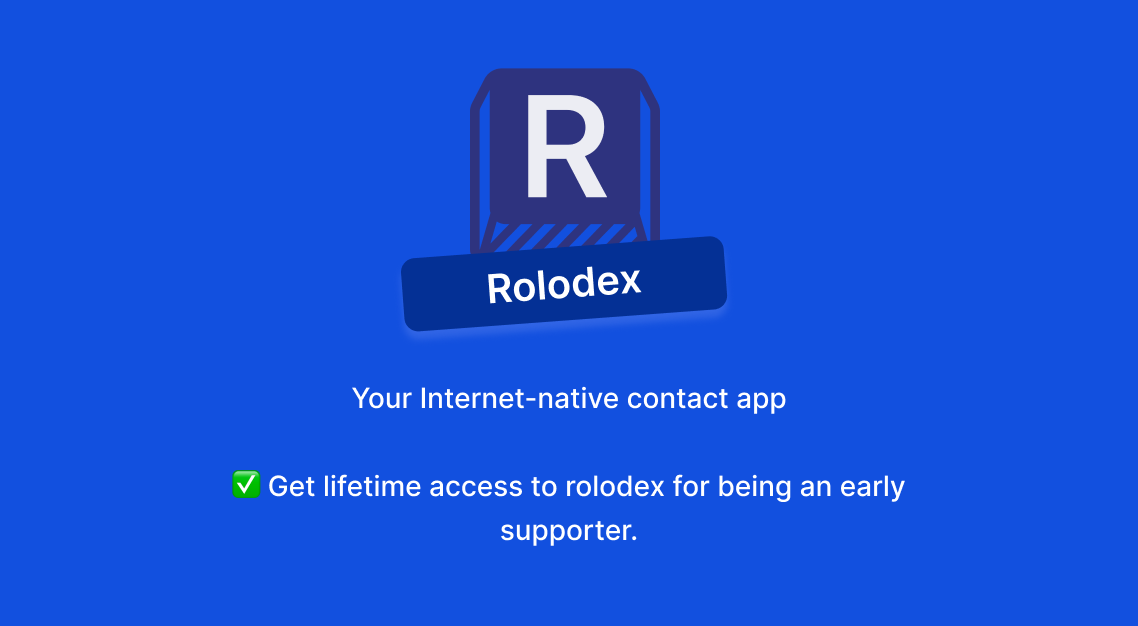 R
Rolodex
Your Internet-native contact app
✅ Get lifetime access to rolodex for being an early
supporter.